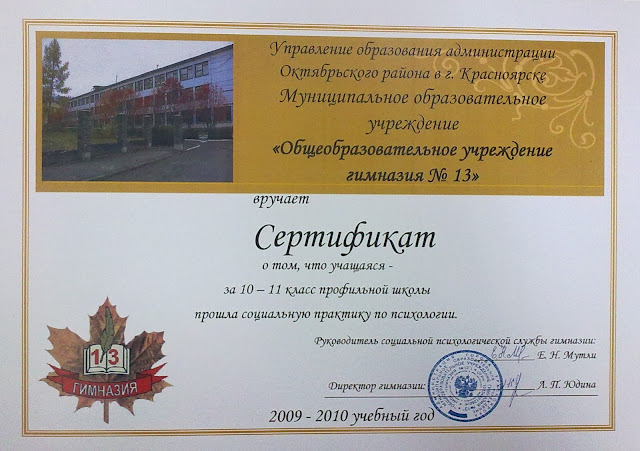 Управление образования администрации
Октябрьского района в г. Красноярске
Муниципальное образовательное
учреждение
«Общеобразовательное учреждение
гимназия № 13»
вручает
Сертификат
о том, что учащаяся -
за 10 – 11 класс профильной школы
прошла социальную практику по психологии.
Руководитель социальной психологической службы гимназии:
Е. Н. Мутли
Директор гимназии:
Л. П. Юдина
2009 - 2010 учебный год
13
ГИМНАЗИЯ